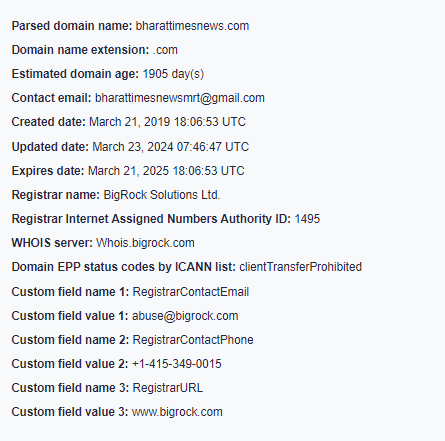 Parsed domain name: bharattimesnews.com
Domain name extension: .com
Estimated domain age: 1905 day(s)
Contact email: bharattimesnewsmrt@gmail.com
Created date: March 21, 2019 18:06:53 UTC
Updated date: March 23, 2024 07:46:47 UTC
Expires date: March 21, 2025 18:06:53 UTC
Registrar name: BigRock Solutions Ltd.
Registrar Internet Assigned Numbers Authority ID: 1495
WHOIS server: Whois.bigrock.com
Domain EPP status codes by ICANN list: clientTransferProhibited
Custom field name 1: RegistrarContactEmail
Custom field value 1: abuse@bigrock.com
Custom field name 2: RegistrarContactPhone
Custom field value 2: +1-415-349-0015
Custom field name 3: RegistrarURL
Custom field value 3: www.bigrock.com